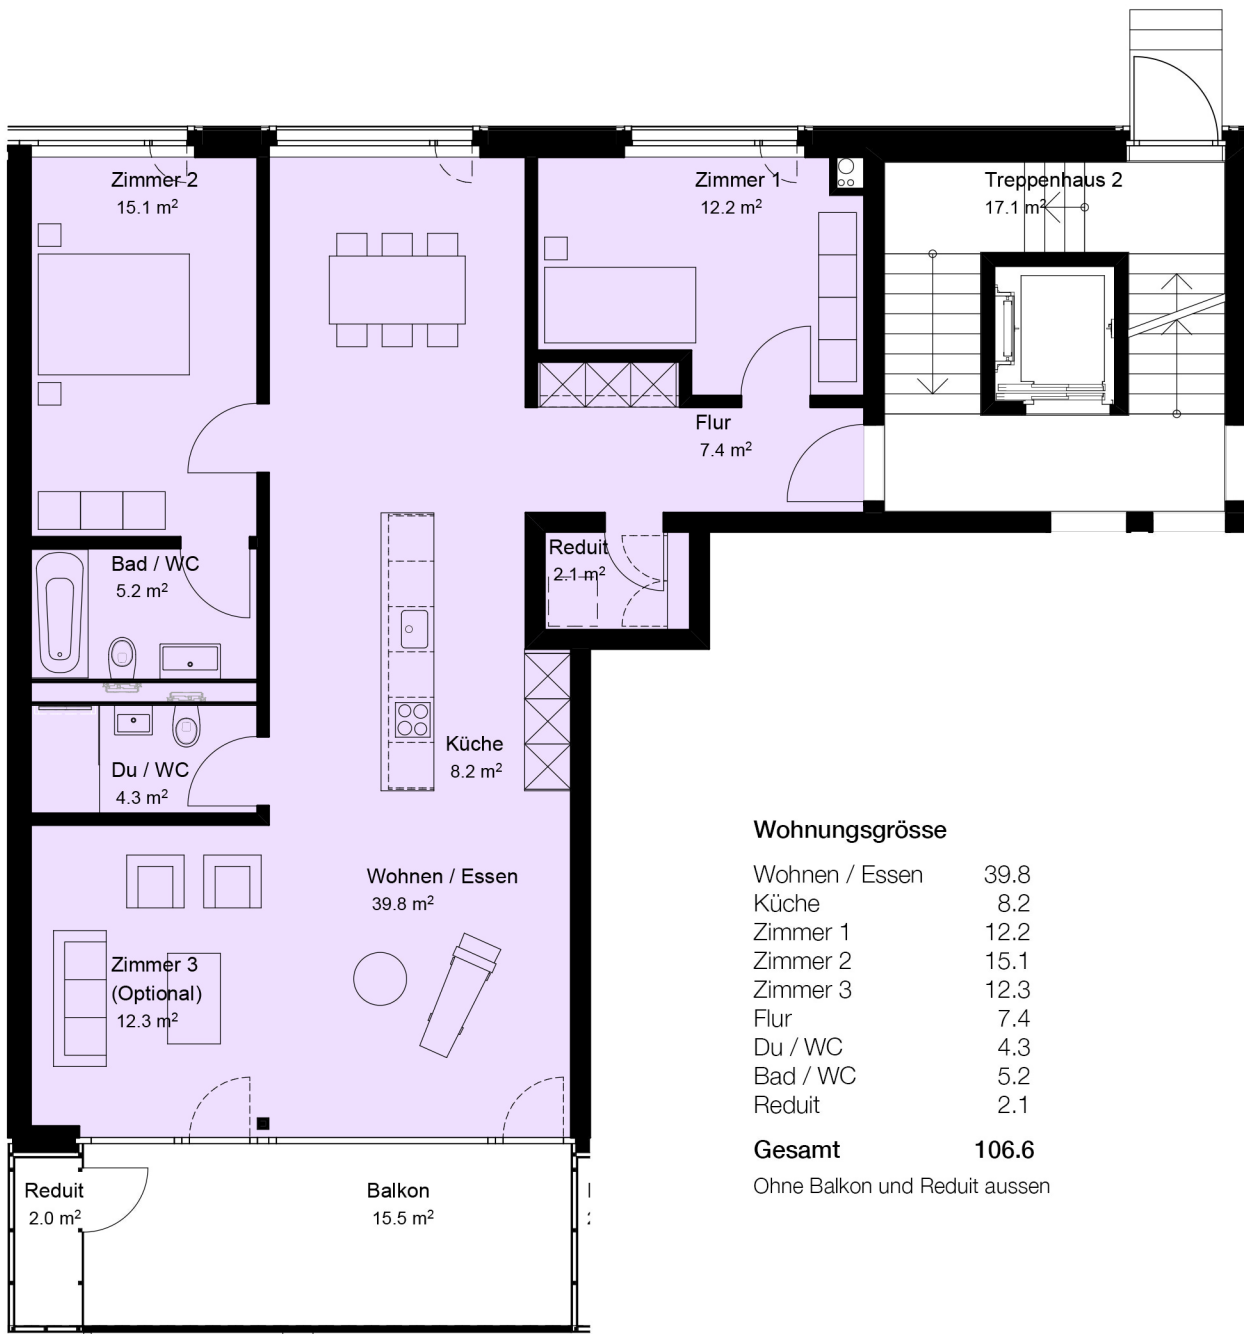 Zimmer 2
15.1 m²
Zimmer 1
12.2 m²
Treppenhaus 2
17.1 m²
Flur
7.4 m²
Reduit
2.1 m²
Bad / WC
5.2 m²
Küche
8.2 m²
Du / WC
4.3 m²
Wohnen / Essen
39.8 m²
Zimmer 3
(Optional)
12.3 m²
Wohnungsgrösse
Wohnen / Essen 39.8
Küche 8.2
Zimmer 1 12.2
Zimmer 2 15.1
Zimmer 3 12.3
Flur 7.4
Du / WC 4.3
Bad / WC 5.2
Reduit 2.1
Gesamt 106.6
Ohne Balkon und Reduit aussen
Reduit
2.0 m²
Balkon
15.5 m²